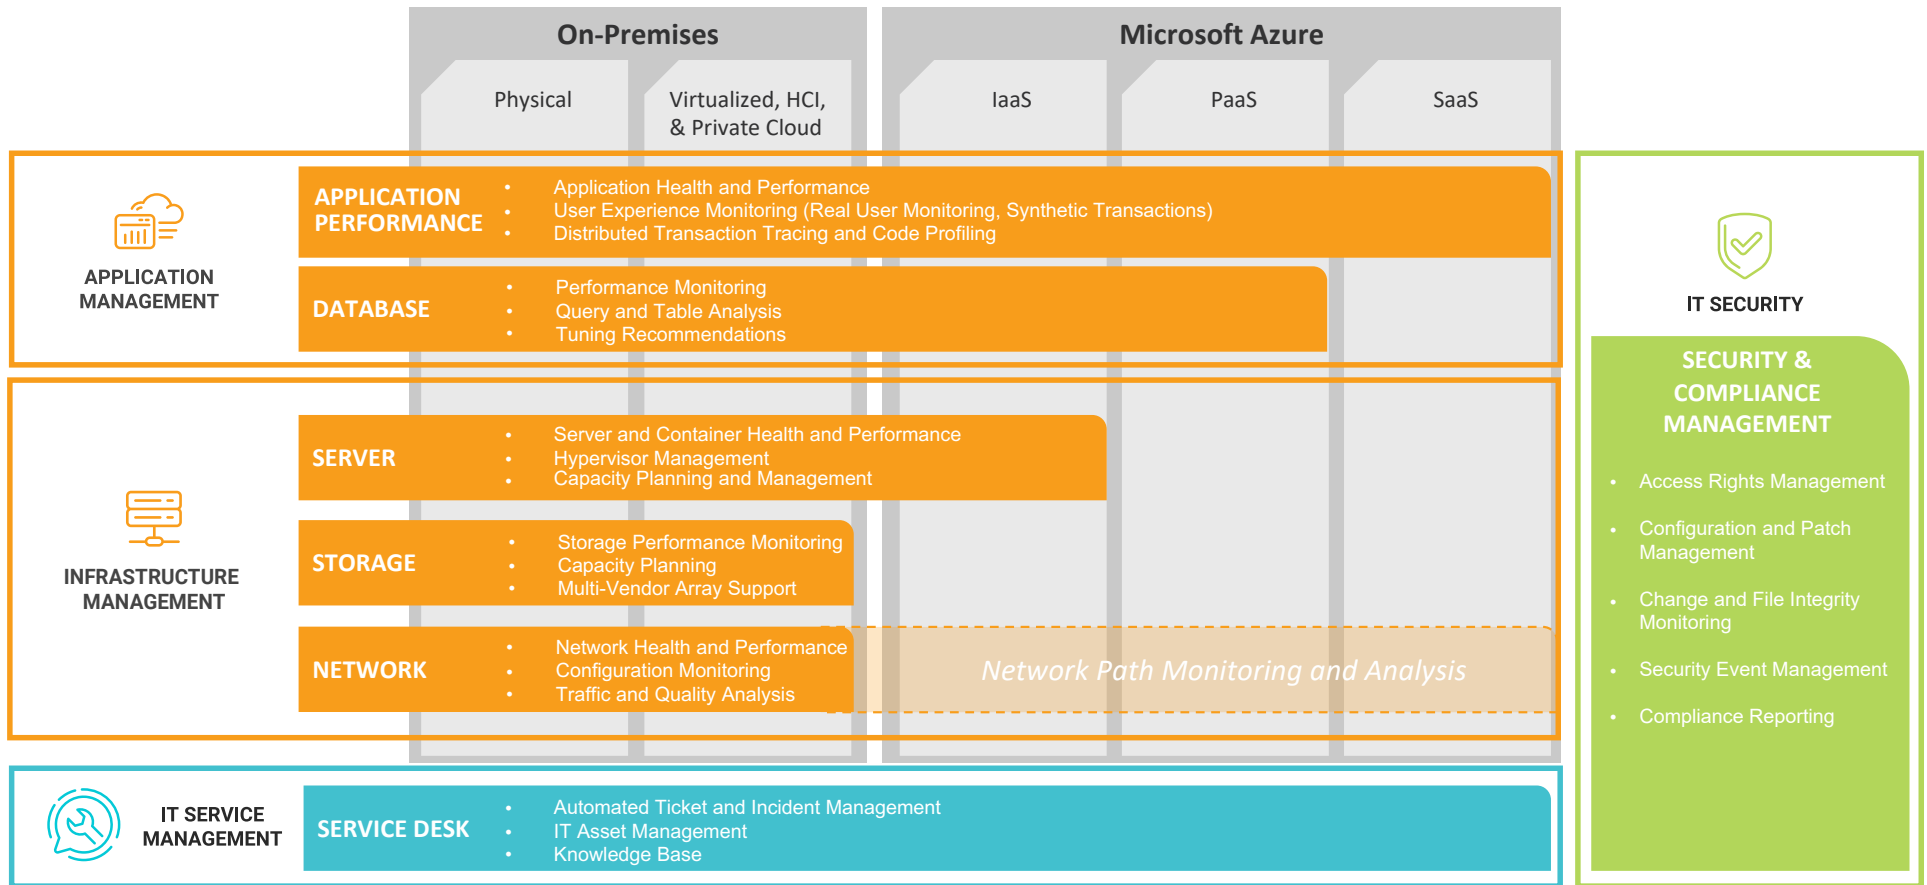 On-Premises
Microsoft Azure
Physical
Virtualized, HCI,
& Private Cloud
IaaS
PaaS
SaaS
APPLICATION
MANAGEMENT
APPLICATION
PERFORMANCE
• Application Health and Performance
• User Experience Monitoring (Real User Monitoring, Synthetic Transactions)
• Distributed Transaction Tracing and Code Profiling
DATABASE
• Performance Monitoring
• Query and Table Analysis
• Tuning Recommendations
INFRASTRUCTURE
MANAGEMENT
SERVER
• Server and Container Health and Performance
• Hypervisor Management
• Capacity Planning and Management
STORAGE
• Storage Performance Monitoring
• Capacity Planning
• Multi-Vendor Array Support
NETWORK
• Network Health and Performance
• Configuration Monitoring
• Traffic and Quality Analysis
Network Path Monitoring and Analysis
IT SERVICE
MANAGEMENT
SERVICE DESK
• Automated Ticket and Incident Management
• IT Asset Management
• Knowledge Base
IT SECURITY
SECURITY &
COMPLIANCE
MANAGEMENT
• Access Rights Management
• Configuration and Patch
Management
• Change and File Integrity
Monitoring
• Security Event Management
• Compliance Reporting